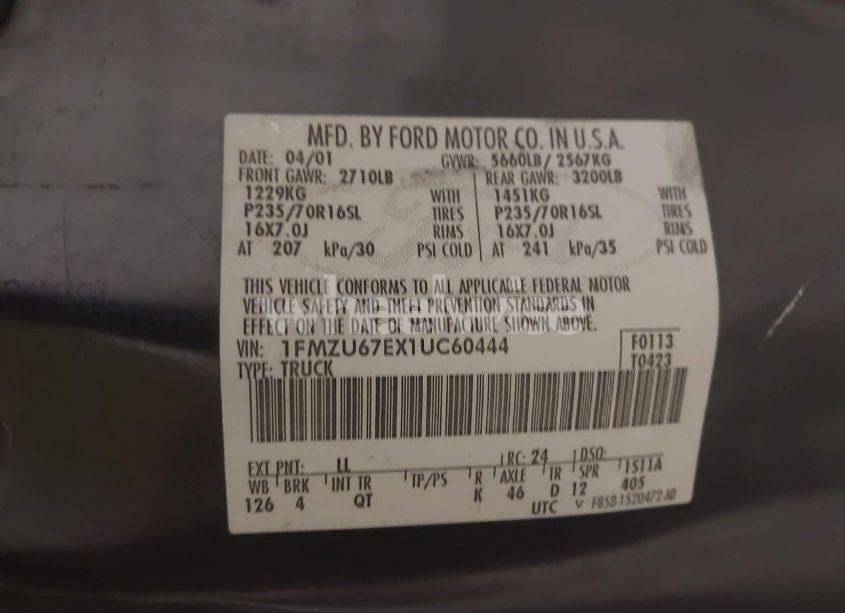 MFD. BY FORD MOTOR CO. IN U.S.A.
DATE: 04/01 GVWR: 5660LB/ 2567KG
FRONT GAWR: 2710LB REAR GAWR: 3200LB
1229KG WITH 1451KG WITH
P235/70R16SL TIRES P235/70R16SL TIRES
16X7.0J RIMS 16X7.0J RIMS
AT 207 kPa/30 PSI COLD AT 241 kPa/35 PSI COLD
THIS VEHICLE CONFORMS TO ALL APPLICABLE FEDERAL MOTOR
VEHICLE SAFETY AND THEFT PREVENTION STANDARDS IN
EFFECT ON THE DATE OF MANUFACTURE SHOWN ABOVE.
VIN: 1FMZU67EX1UC60444 F0113
TYPE: TRUCK T0423
EXT PNT: LL LRC: 24 DSO:
WB BRK INT TR TP/PS R AXLE TR SPR 1S11A
126 4 QT K 46 D 12 405
UTC V F85B-1520472-AB